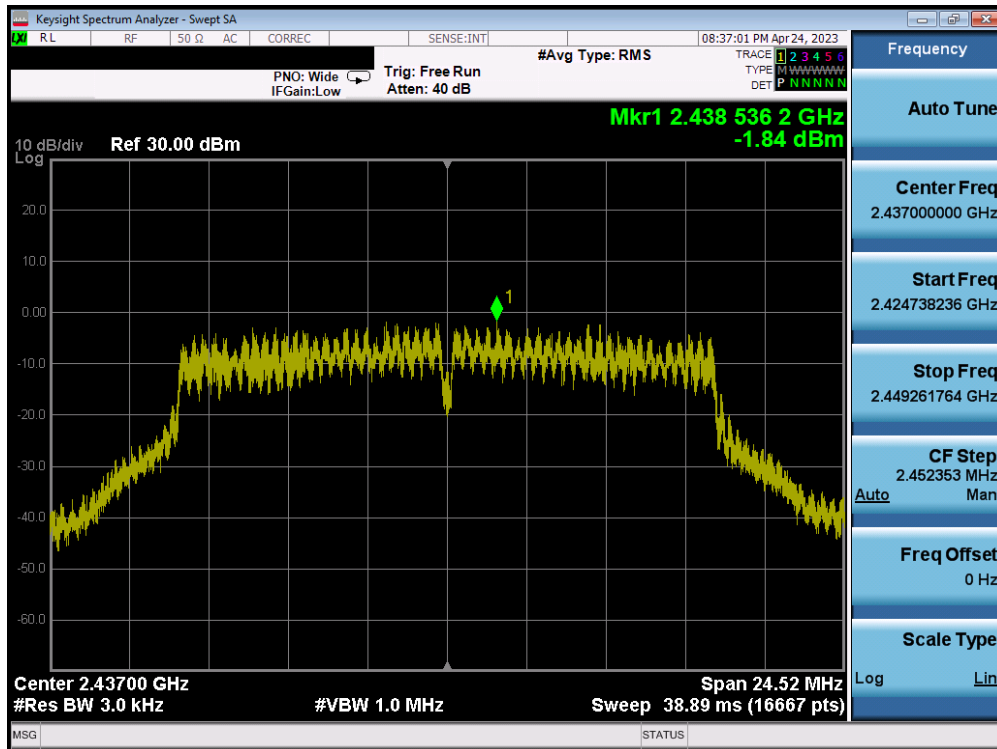 Keysight Spectrum Analyzer - Swept SA
LXI RL RF 50 Ω AC CORREC SENSE:INT 08:37:01 PM Apr 24, 2023
#Avg Type: RMS
TRACE 1 2 3 4 5 6
PNO: Wide Trig: Free Run
TYPE M WWWWW
IFGain:Low Atten: 40 dB
DET P N N N N N
Mkr1 2.438 536 2 GHz
-1.84 dBm
10 dB/div Ref 30.00 dBm
Log
20.0
10.0
0.00
-10.0
-20.0
-30.0
-40.0
-50.0
-60.0
1
Center 2.43700 GHz Span 24.52 MHz
#Res BW 3.0 kHz #VBW 1.0 MHz Sweep 38.89 ms (16667 pts)
MSG STATUS
Frequency
Auto Tune
Center Freq
2.437000000 GHz
Start Freq
2.424738236 GHz
Stop Freq
2.449261764 GHz
CF Step
2.452353 MHz
Auto Man
Freq Offset
0 Hz
Scale Type
Log Lin